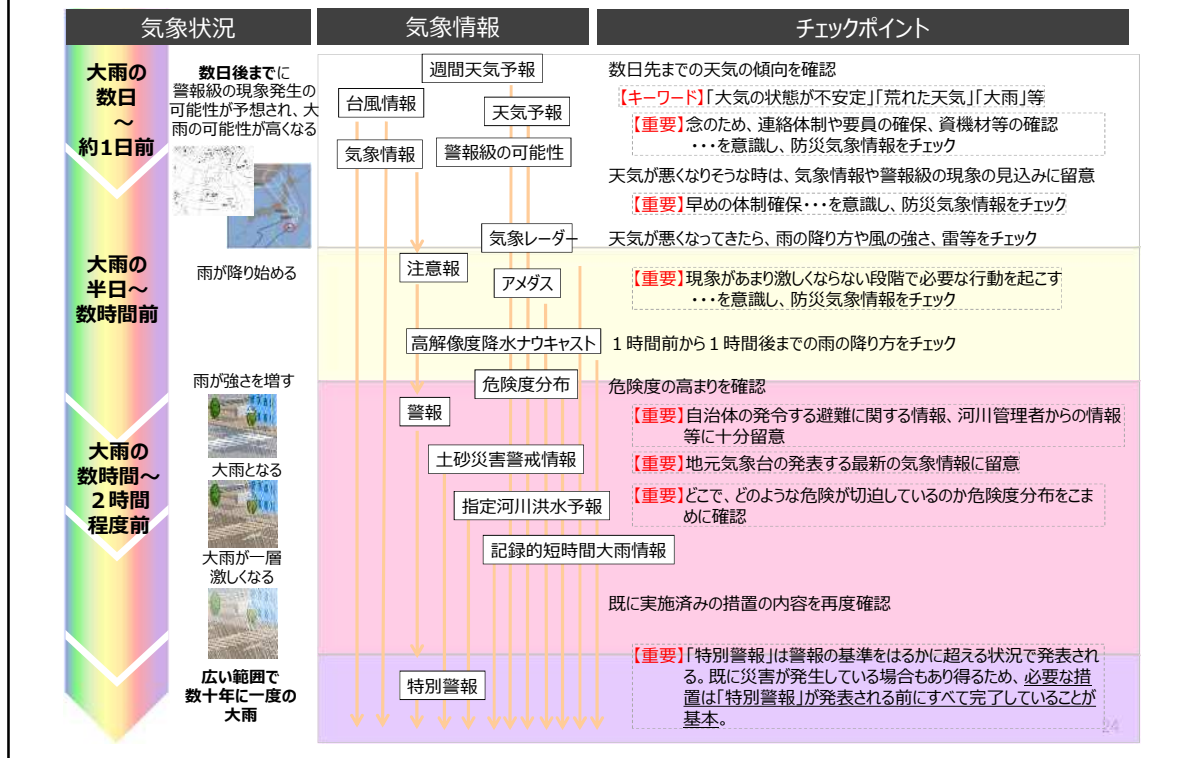 気象状況
気象情報
チェックポイント
大雨の
数日
～
約1日前
数日後までに
警報級の現象発生の
可能性が予想され、大
雨の可能性が高くなる
週間天気予報
台風情報
天気予報
気象情報
警報級の可能性
数日先までの天気の傾向を確認
【キーワード】「大気の状態が不安定」「荒れた天気」「大雨」等
【重要】念のため、連絡体制や要員の確保、資機材等の確認
・・・を意識し、防災気象情報をチェック
天気が悪くなりそうな時は、気象情報や警報級の現象の見込みに留意
【重要】早めの体制確保・・・を意識し、防災気象情報をチェック
気象レーダー
天気が悪くなってきたら、雨の降り方や風の強さ、雷等をチェック
大雨の
半日～
数時間前
雨が降り始める
注意報
アメダス
【重要】現象があまり激しくならない段階で必要な行動を起こす
・・・を意識し、防災気象情報をチェック
高解像度降水ナウキャスト
１時間前から１時間後までの雨の降り方をチェック
雨が強さを増す
危険度分布
危険度の高まりを確認
警報
【重要】自治体の発令する避難に関する情報、河川管理者からの情報
等に十分留意
大雨の
数時間～
２時間
程度前
大雨となる
土砂災害警戒情報
【重要】地元気象台の発表する最新の気象情報に留意
指定河川洪水予報
【重要】どこで、どのような危険が切迫しているのか危険度分布をこま
めに確認
記録的短時間大雨情報
大雨が一層
激しくなる
既に実施済みの措置の内容を再度確認
広い範囲で
数十年に一度の
大雨
特別警報
【重要】「特別警報」は警報の基準をはるかに超える状況で発表され
る。既に災害が発生している場合もあり得るため、必要な措
置は「特別警報」が発表される前にすべて完了していることが
基本。
24